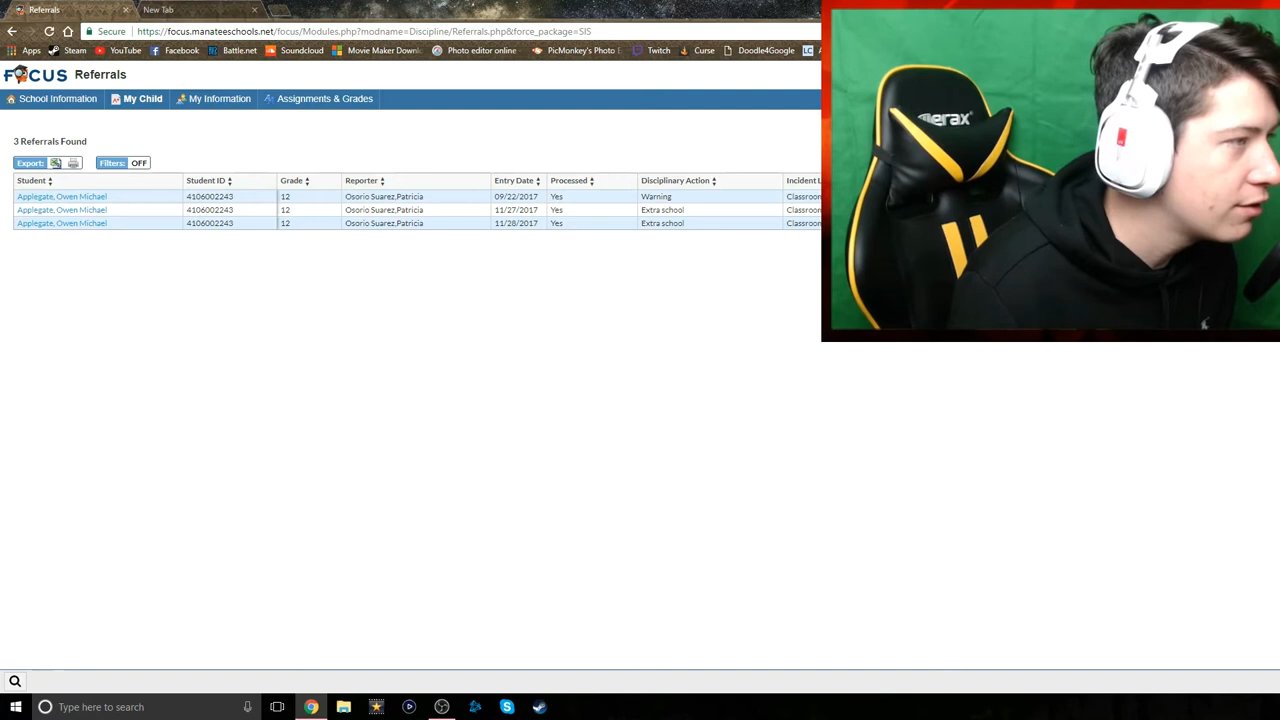 Referrals
New Tab
Secure https://focus.manateeschools.net/focus/Modules.php?modname=Discipline/Referrals.php&force_package=SIS
Apps Steam YouTube Facebook Battle.net Soundcloud Movie Maker Down PicMonkey's Photo E Photo editor online Twitch Curse Doodle4Google
FOCUS Referrals
School Information My Child My Information Assignments & Grades
3 Referrals Found
Export: Filters: OFF
Student Student ID Grade Reporter Entry Date Processed Disciplinary Action Incident L
Applegate, Owen Michael 4106002243 12 Osorio Suarez,Patricia 09/22/2017 Yes Warning Classroom
Applegate, Owen Michael 4106002243 12 Osorio Suarez,Patricia 11/27/2017 Yes Extra school Classroom
Applegate, Owen Michael 4106002243 12 Osorio Suarez,Patricia 11/28/2017 Yes Extra school Classroom
Type here to search